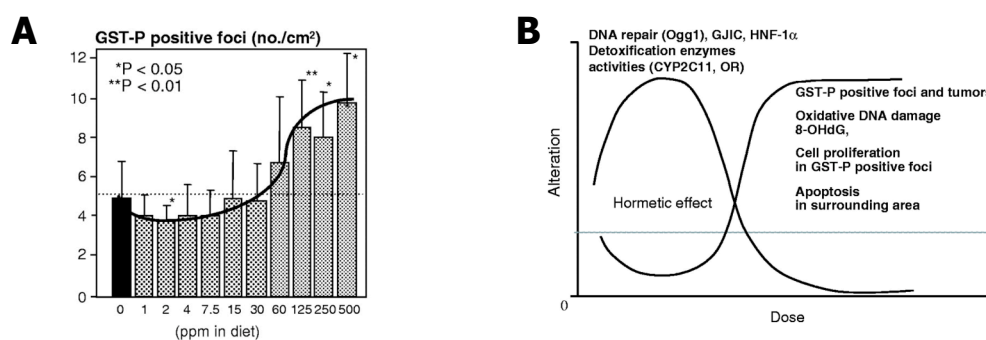 A
GST-P positive foci (no./cm²)
*P < 0.05
**P < 0.01
12
10
8
6
4
2
0
*
**
*
*
0 1 2 4 7.5 15 30 60 125 250 500
(ppm in diet)
B
DNA repair (Ogg1), GJIC, HNF-1α
Detoxification enzymes
activities (CYP2C11, OR)
GST-P positive foci and tumors
Oxidative DNA damage
8-OHdG,
Cell proliferation
in GST-P positive foci
Apoptosis
in surrounding area
Hormetic effect
Alteration
0
Dose